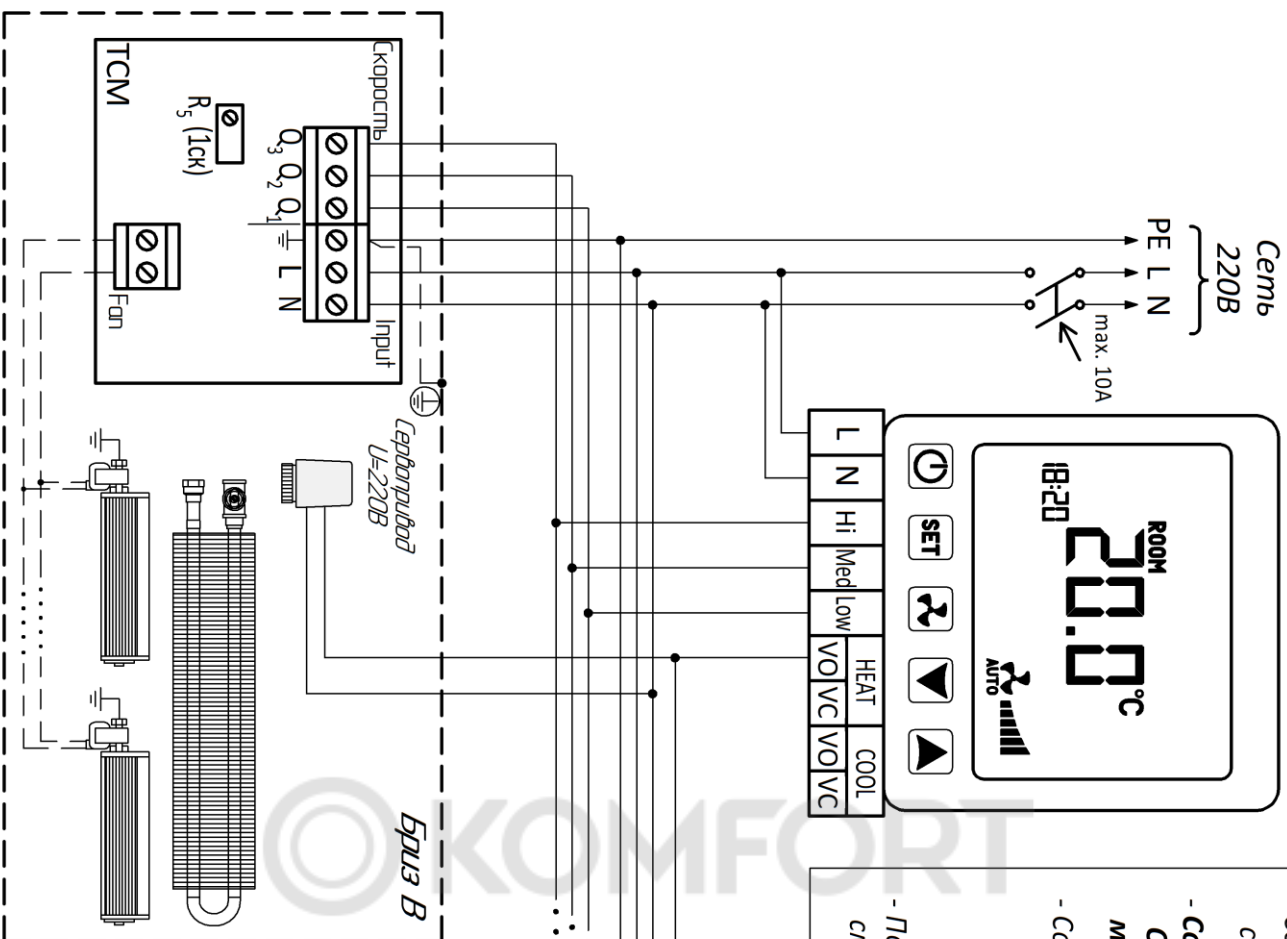 Сеть
220В
PE L N
max. 10А
ROOM
20.0 °C
18:20
AUTO
SET
L
N
Hi
Med
Low
HEAT
VO VC
COOL
VO VC
TCM
Скорость
R5 (1ск)
Q3 Q2 Q1
L N
Input
Fan
Сервопривод
U=220В
Бриз В
KOMFORT